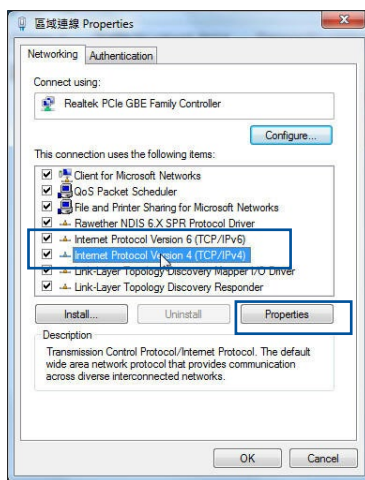 區域連線 Properties
Networking
Authentication
Connect using:
Realtek PCIe GBE Family Controller
Configure...
This connection uses the following items:
Client for Microsoft Networks
QoS Packet Scheduler
File and Printer Sharing for Microsoft Networks
Rawether NDIS 6.X SPR Protocol Driver
Internet Protocol Version 6 (TCP/IPv6)
Internet Protocol Version 4 (TCP/IPv4)
Link-Layer Topology Discovery Mapper I/O Driver
Link-Layer Topology Discovery Responder
Install...
Uninstall
Properties
Description
Transmission Control Protocol/Internet Protocol. The default
wide area network protocol that provides communication
across diverse interconnected networks.
OK
Cancel